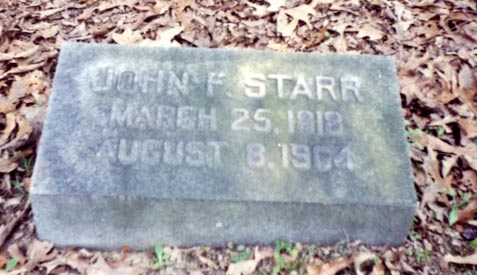 JOHN F. STARR
MARCH 25, 1818
AUGUST 8, 1904